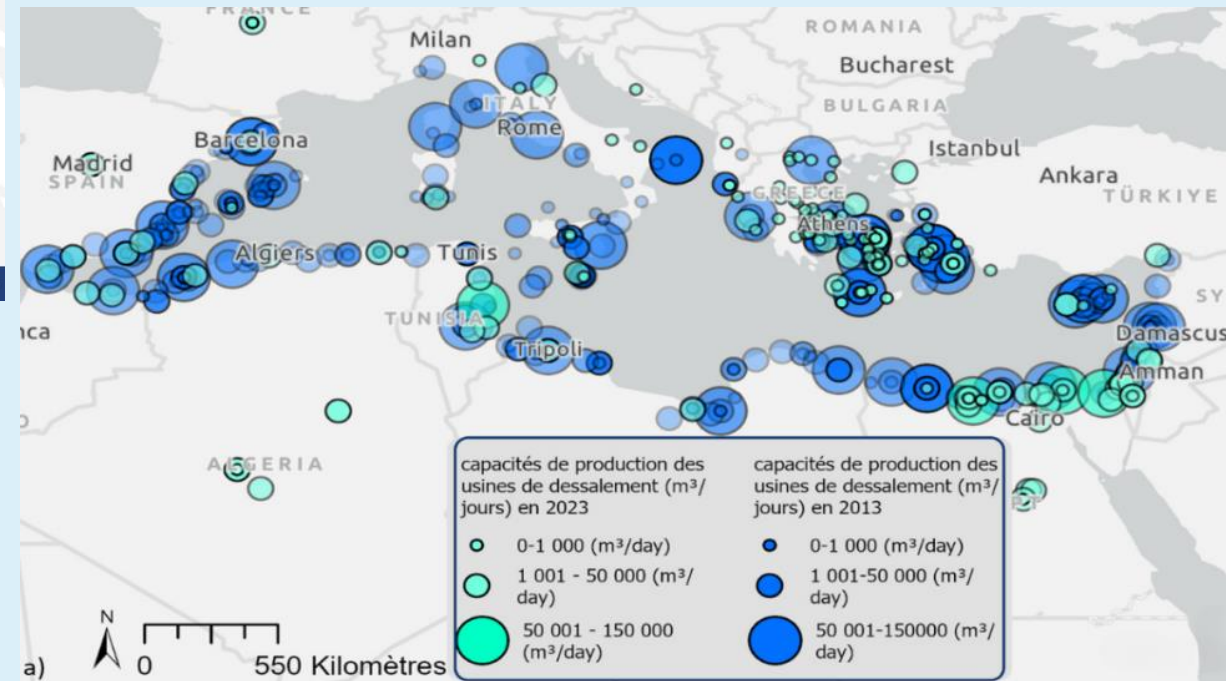 FRANCE
ROMANIA
Milan
Bucharest
BULGARIA
ITALY
Rome
Barcelona
Istanbul
Madrid
SPAIN
Ankara
TÜRKIYE
GREECE
Athens
Algiers
Tunis
SY
TUNISIA
Tripoli
Damascus
Amman
Cairo
ALGERIA
capacités de production des
usines de dessalement (m³/
jours) en 2023
0-1 000 (m³/day)
1 001 - 50 000 (m³/
day)
50 001 - 150 000
(m³/day)
capacités de production des
usines de dessalement (m³/
jours) en 2013
0-1 000 (m³/day)
1 001-50 000 (m³/
day)
50 001-150000 (m³/
day)
N
0 550 Kilomètres
a)